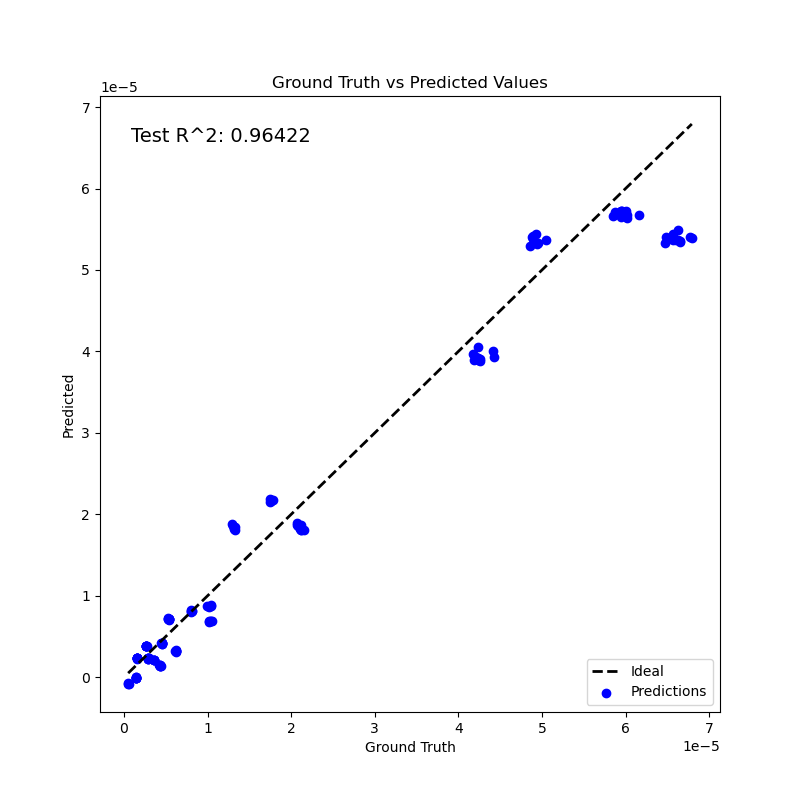 Ground Truth vs Predicted Values
1e−5
Test R^2: 0.96422
7
6
5
4
3
2
1
0
Predicted
Ideal
Predictions
0 1 2 3 4 5 6 7
Ground Truth
1e−5